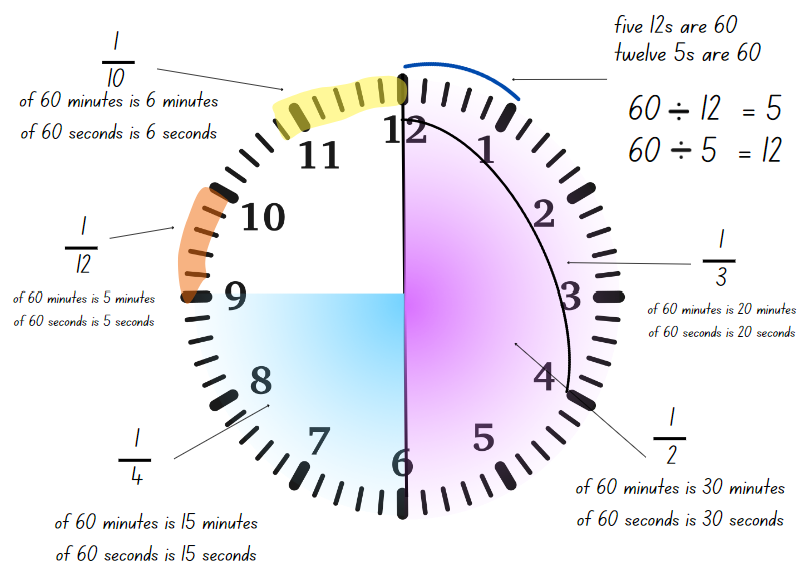 five 12s are 60
twelve 5s are 60
60 ÷ 12 = 5
60 ÷ 5 = 12
1
10
of 60 minutes is 6 minutes
of 60 seconds is 6 seconds
1
12
of 60 minutes is 5 minutes
of 60 seconds is 5 seconds
1
4
of 60 minutes is 15 minutes
of 60 seconds is 15 seconds
12
1
2
3
4
5
6
7
8
9
10
11
1
3
of 60 minutes is 20 minutes
of 60 seconds is 20 seconds
1
2
of 60 minutes is 30 minutes
of 60 seconds is 30 seconds